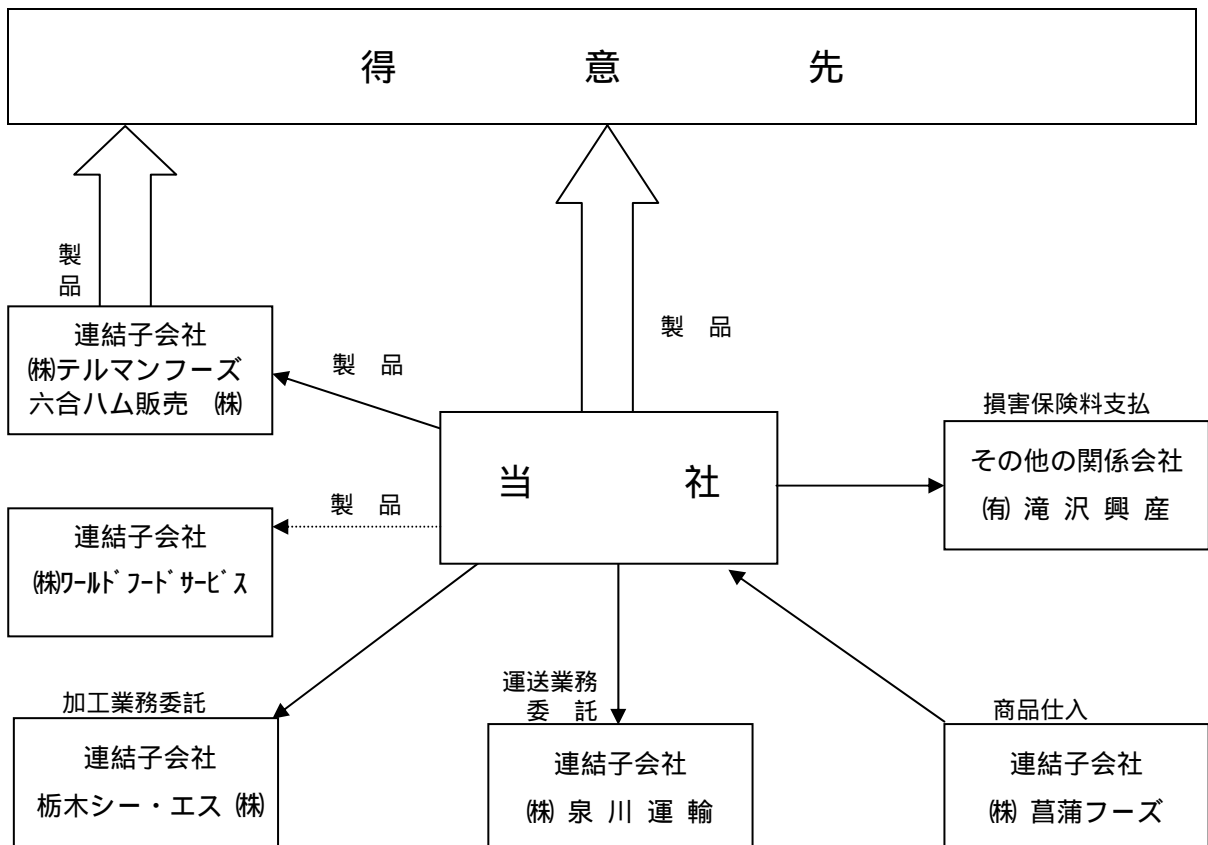 得 意 先
製
品
連結子会社
㈱テルマンフーズ
六合ハム販売 ㈱
製 品
製 品
当 社
損害保険料支払
その他の関係会社
㈲ 滝 沢 興 産
製 品
連結子会社
㈱ワールドフードサービス
加工業務委託
連結子会社
栃木シー・エス ㈱
運送業務
委 託
連結子会社
㈱ 泉 川 運 輸
商品仕入
連結子会社
㈱ 菖蒲フーズ